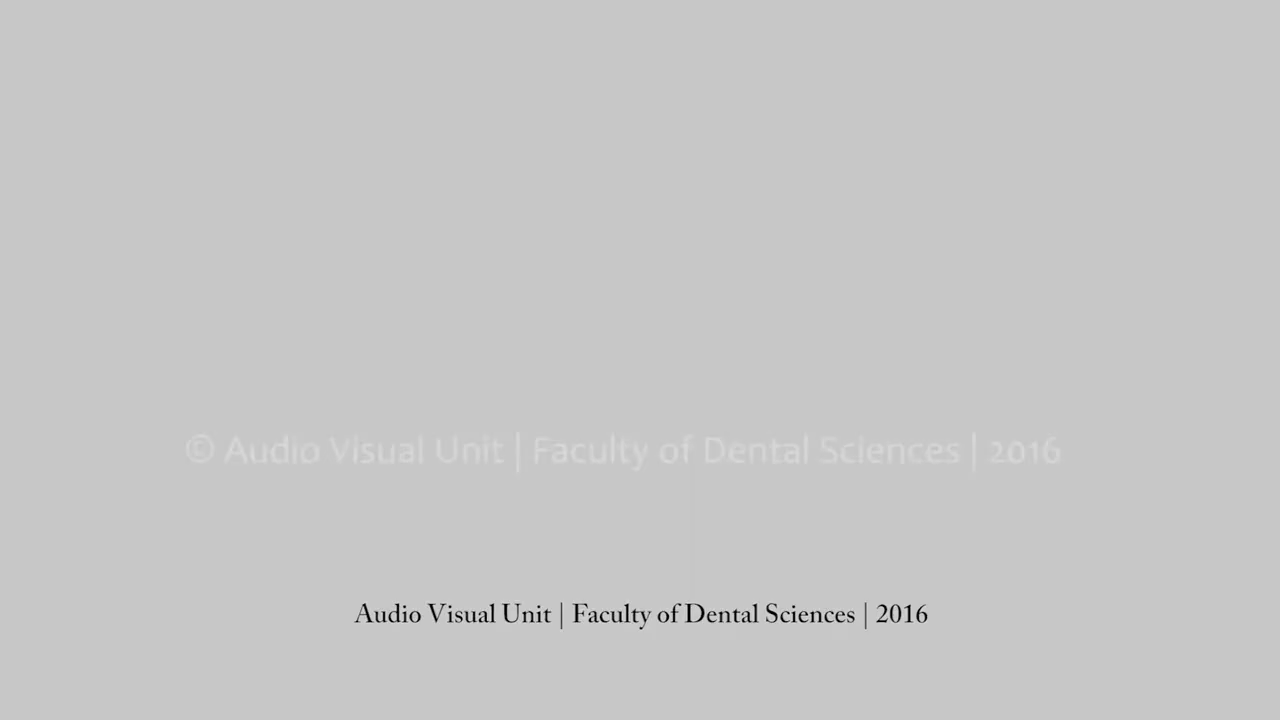 © Audio Visual Unit | Faculty of Dental Sciences | 2016
Audio Visual Unit | Faculty of Dental Sciences | 2016